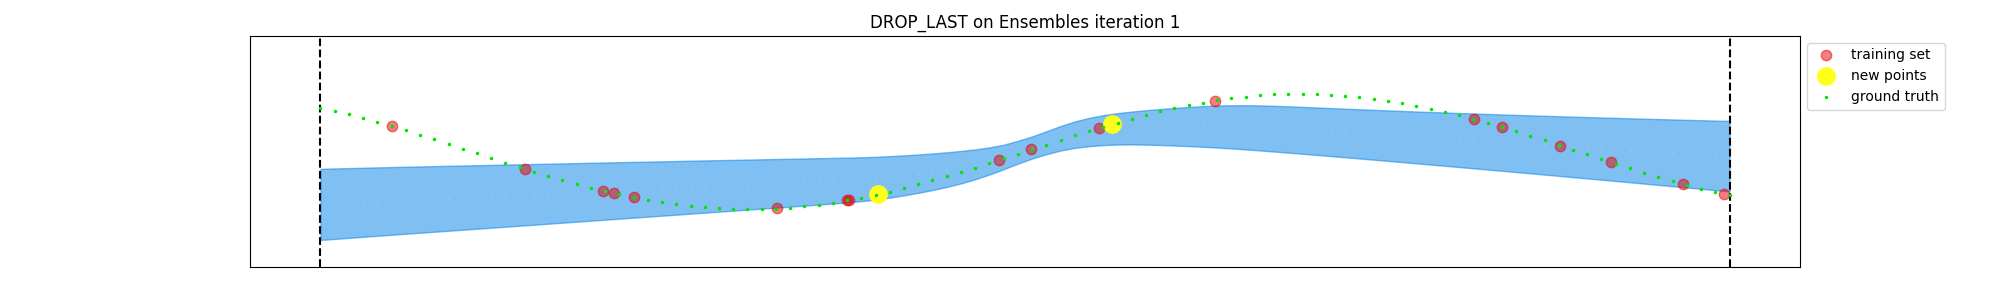 DROP_LAST on Ensembles iteration 1
training set
new points
ground truth